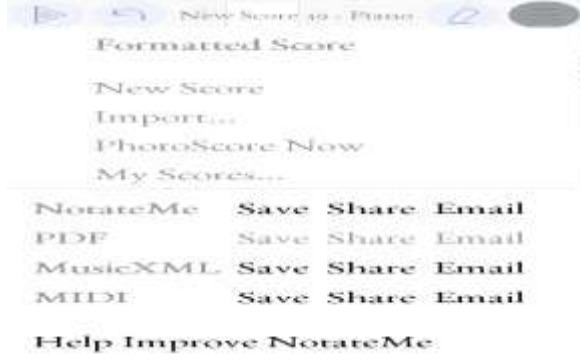 New Score 19 - Piano
Formatted Score
New Score
Import...
PhotoScore Now
My Scores...
NotateMe Save Share Email
PDF Save Share Email
MusicXML Save Share Email
MIDI Save Share Email
Help Improve NotateMe